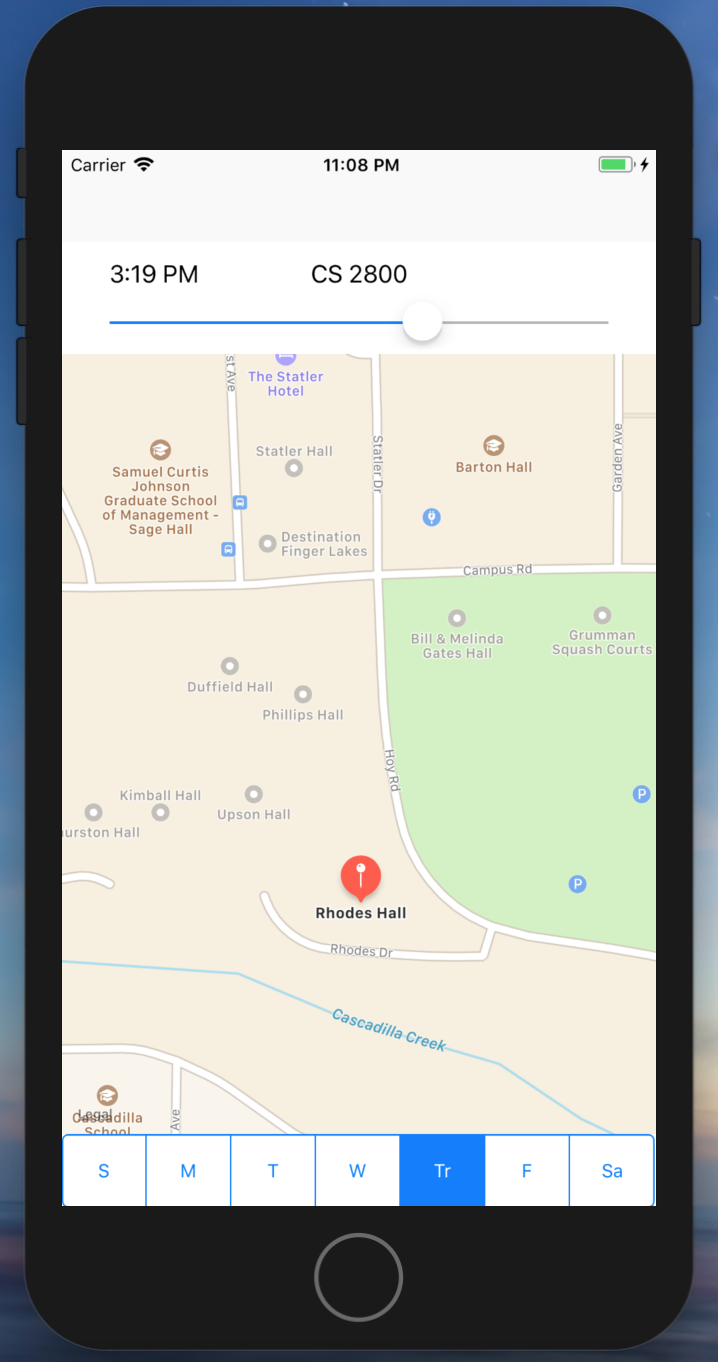 Carrier 11:08 PM
3:19 PM CS 2800
st Ave
The Statler
Hotel
Statler Dr
Garden Ave
Statler Hall
Barton Hall
Samuel Curtis
Johnson
Graduate School
of Management -
Sage Hall
Destination
Finger Lakes
Campus Rd
Bill & Melinda
Gates Hall
Grumman
Squash Courts
Duffield Hall
Phillips Hall
Hoy Rd
Kimball Hall
Upson Hall
urston Hall
P
P
Rhodes Hall
Rhodes Dr
Cascadilla Creek
Legal
Cascadilla
School
Ave
S M T W Tr F Sa